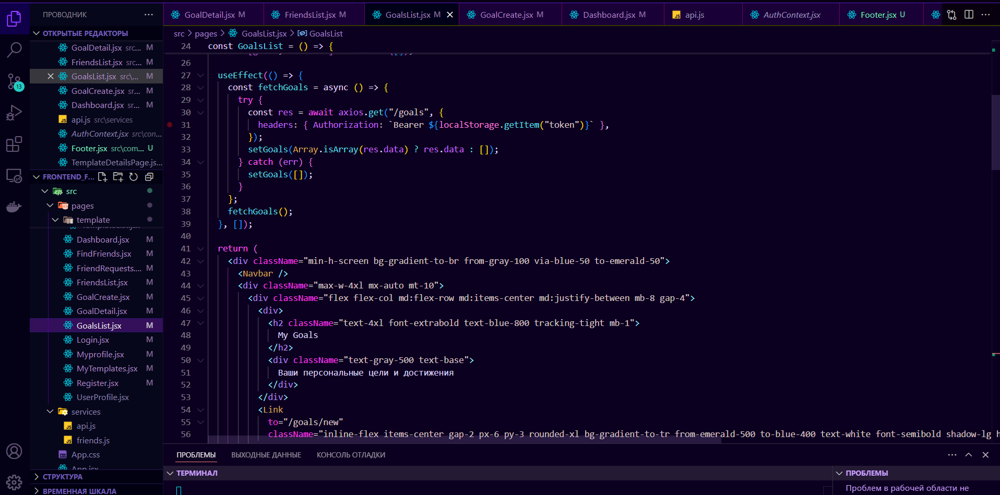 ПРОВОДНИК ···
GoalDetail.jsx M FriendsList.jsx M GoalsList.jsx M GoalCreate.jsx M Dashboard.jsx M api.js AuthContext.jsx Footer.jsx U
ОТКРЫТЫЕ РЕДАКТОРЫ
GoalDetail.jsx src... M
FriendsList.jsx src... M
GoalsList.jsx src\... M
GoalCreate.jsx sr... M
Dashboard.jsx sr... M
api.js src\services
AuthContext.jsx src\con...
Footer.jsx src\com... U
TemplateDetailsPage.js...
13
FRONTEND_F...
src
pages
template
Dashboard.jsx M
FindFriends.jsx M
FriendRequests.... M
FriendsList.jsx M
GoalCreate.jsx M
GoalDetail.jsx M
GoalsList.jsx M
Login.jsx M
Myprofile.jsx M
MyTemplates.jsx M
Register.jsx M
UserProfile.jsx
services
api.js
friends.js
App.css
App.jsx
СТРУКТУРА
ВРЕМЕННАЯ ШКАЛА
src > pages > GoalsList.jsx > GoalsList
24 const GoalsList = () => {
26
27 useEffect(() => {
28 const fetchGoals = async () => {
29 try {
30 const res = await axios.get("/goals", {
31 headers: { Authorization: `Bearer ${localStorage.getItem("token")}` },
32 });
33 setGoals(Array.isArray(res.data) ? res.data : []);
34 } catch (err) {
35 setGoals([]);
36 }
37 };
38 fetchGoals();
39 }, []);
40
41 return (
42 <div className="min-h-screen bg-gradient-to-br from-gray-100 via-blue-50 to-emerald-50">
43 <Navbar />
44 <div className="max-w-4xl mx-auto mt-10">
45 <div className="flex flex-col md:flex-row md:items-center md:justify-between mb-8 gap-4">
46 <div>
47 <h2 className="text-4xl font-extrabold text-blue-800 tracking-tight mb-1">
48 My Goals
49 </h2>
50 <div className="text-gray-500 text-base">
51 Ваши персональные цели и достижения
52 </div>
53 </div>
54 <Link
55 to="/goals/new"
56 className="inline-flex items-center gap-2 px-6 py-3 rounded-xl bg-gradient-to-tr from-emerald-500 to-blue-400 text-white font-semibold shadow-lg h
ПРОБЛЕМЫ ВЫХОДНЫЕ ДАННЫЕ КОНСОЛЬ ОТЛАДКИ
ТЕРМИНАЛ
ПРОБЛЕМЫ
Проблем в рабочей области не